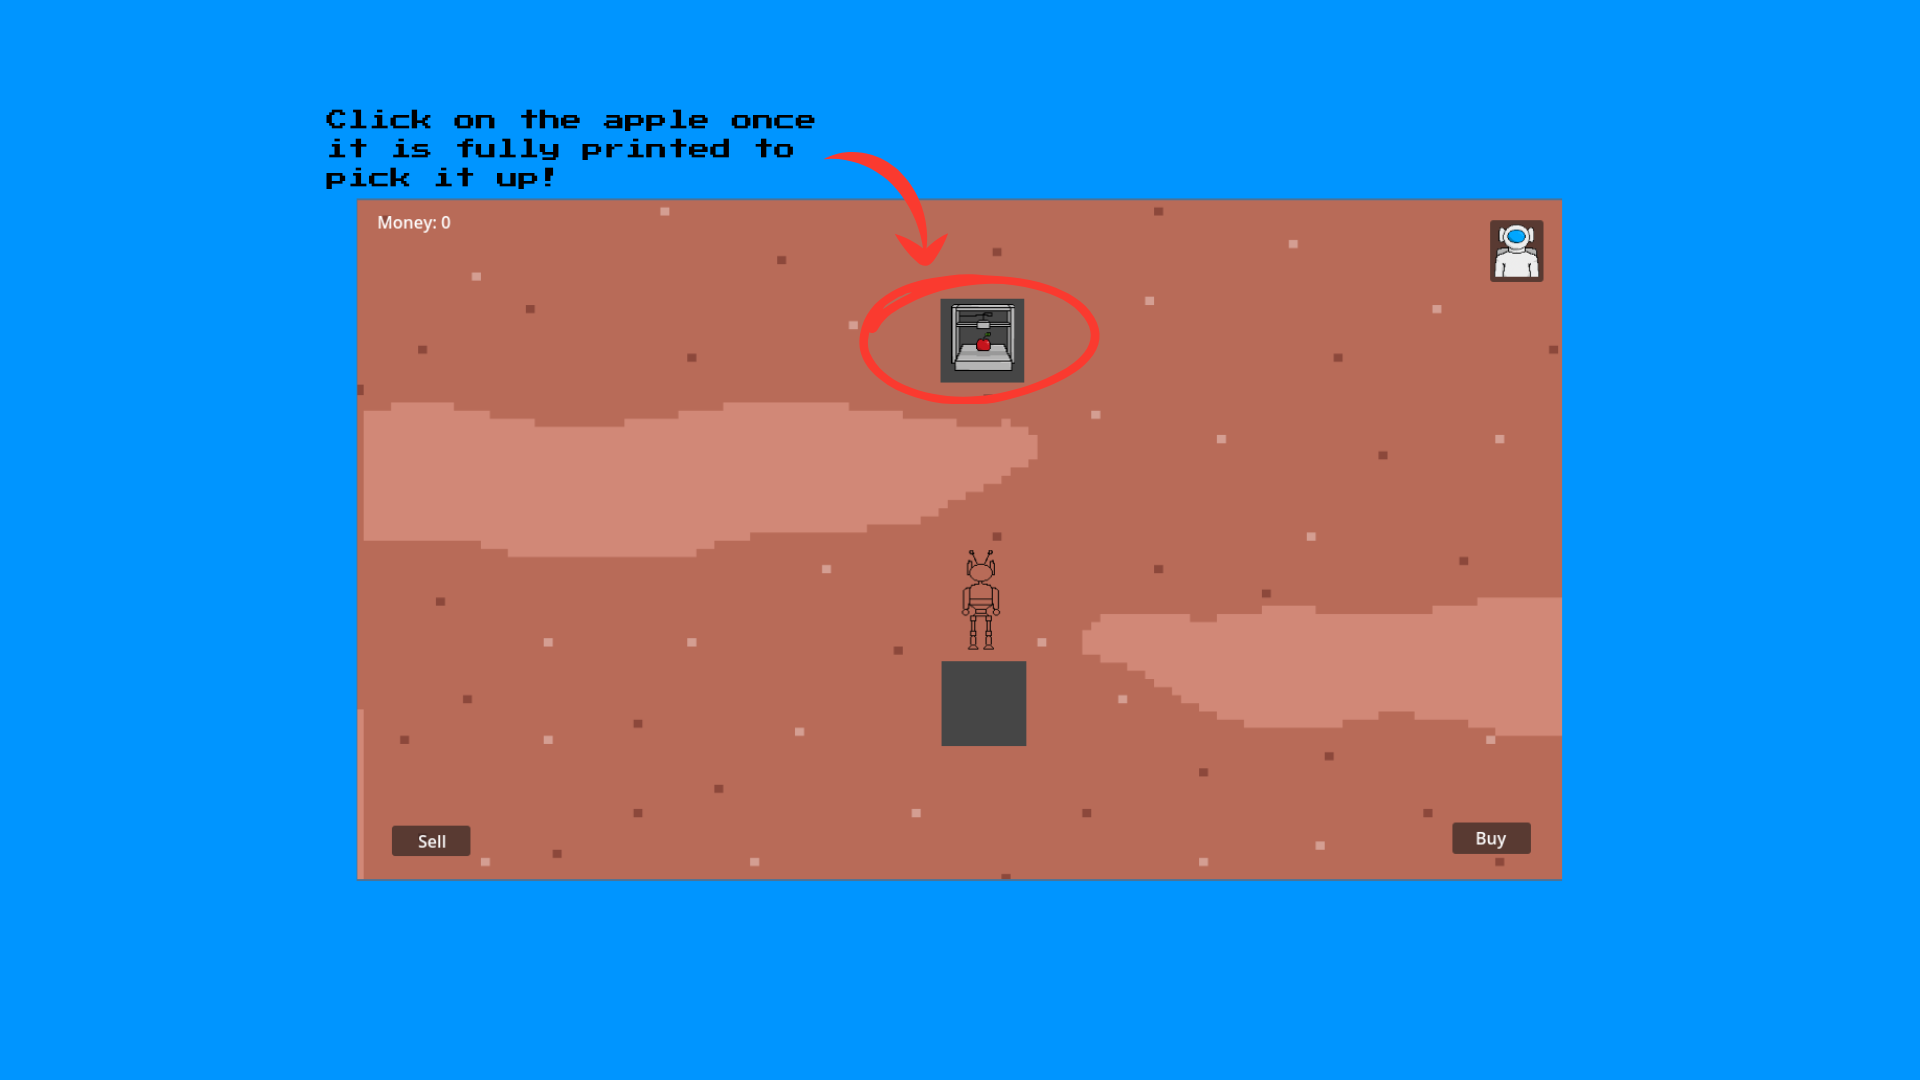 Click on the apple once
it is fully printed to
pick it up!
Money: 0
Sell
Buy